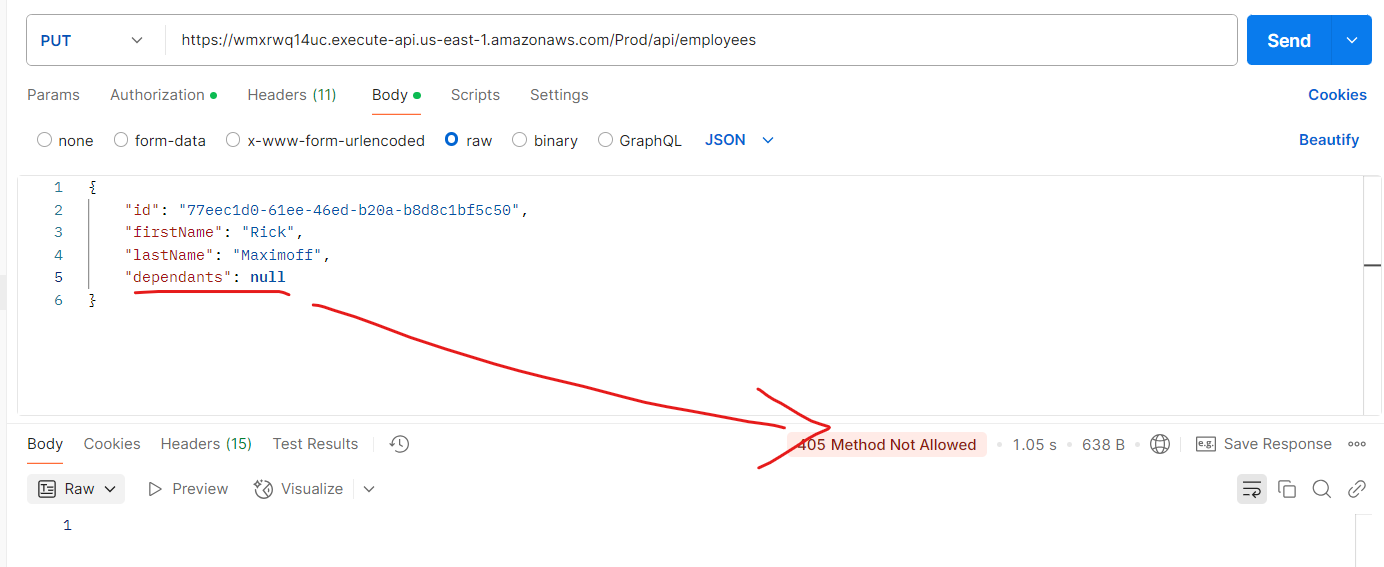 PUT https://wmxrwq14uc.execute-api.us-east-1.amazonaws.com/Prod/api/employees Send
Params Authorization Headers (11) Body Scripts Settings Cookies
none form-data x-www-form-urlencoded raw binary GraphQL JSON Beautify
1 {
2 "id": "77eec1d0-61ee-46ed-b20a-b8d8c1bf5c50",
3 "firstName": "Rick",
4 "lastName": "Maximoff",
5 "dependants": null
6 }
Body Cookies Headers (15) Test Results 405 Method Not Allowed 1.05 s 638 B e.g. Save Response
Raw Preview Visualize
1